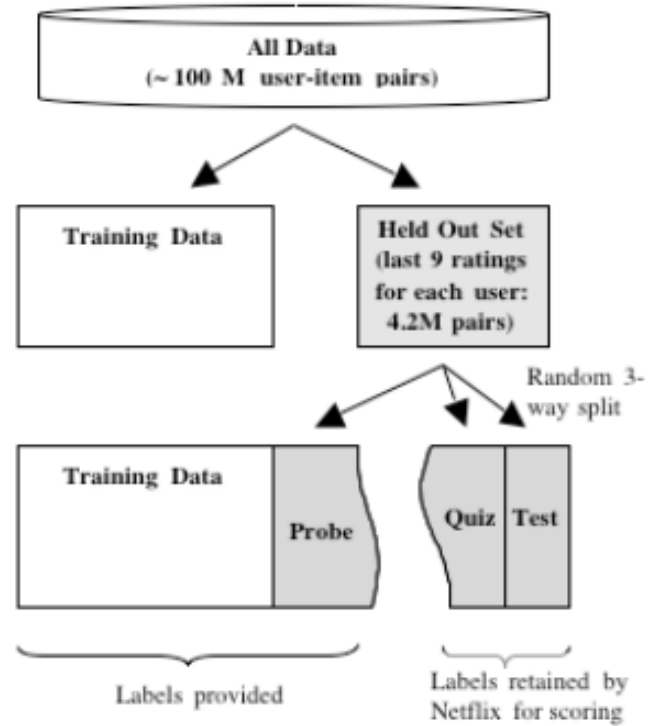 All Data
(~100 M user-item pairs)
Training Data
Held Out Set
(last 9 ratings
for each user:
4.2M pairs)
Random 3-
way split
Training Data
Probe
Quiz
Test
Labels provided
Labels retained by
Netflix for scoring